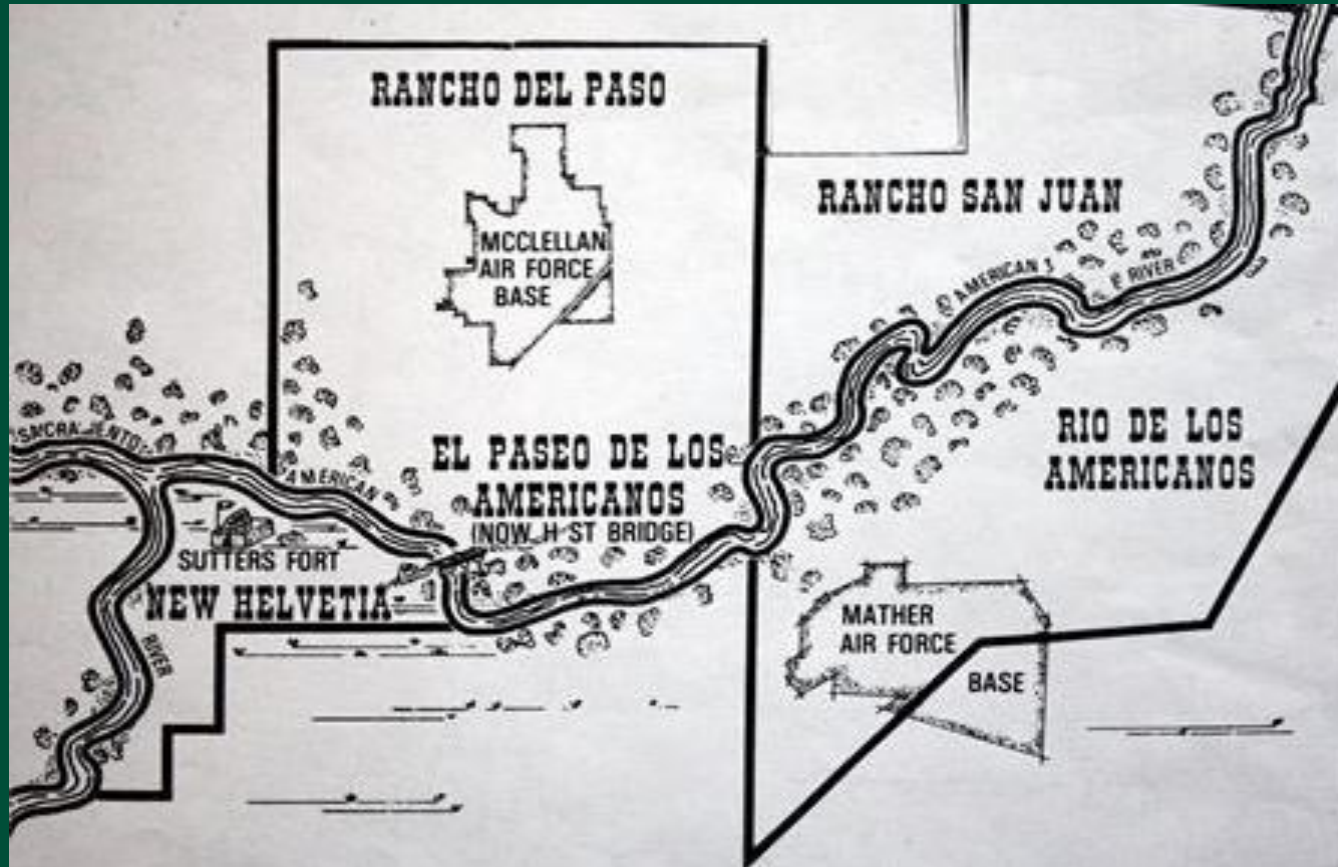 RANCHO DEL PASO
MCCLELLAN
AIR FORCE
BASE
RANCHO SAN JUAN
AMERICAN
RIVER
RIO DE LOS
AMERICANOS
EL PASEO DE LOS
AMERICANOS
(NOW H ST BRIDGE)
AMERICAN
SUTTERS FORT
NEW HELVETIA
RIVER
MATHER
AIR FORCE
BASE